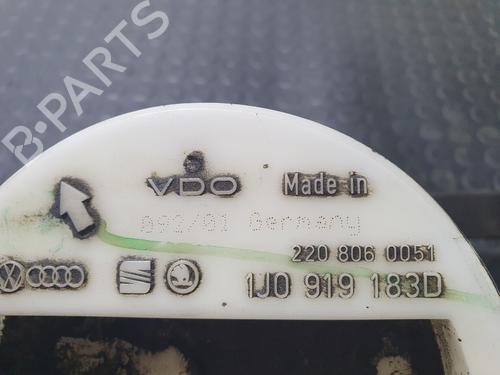 B-PARTS
VDO Made in
092/01 Germany
220 806 0051
1J0 919 183D